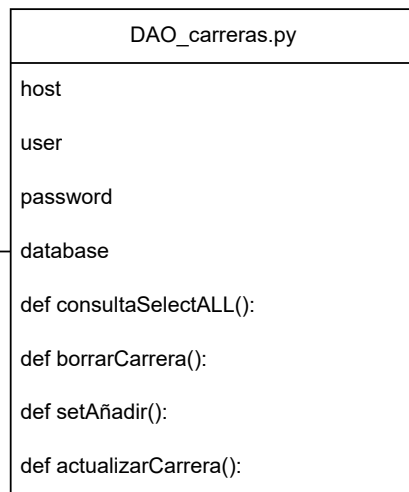 DAO_carreras.py
host
user
password
database
def consultaSelectALL():
def borrarCarrera():
def setAñadir():
def actualizarCarrera():